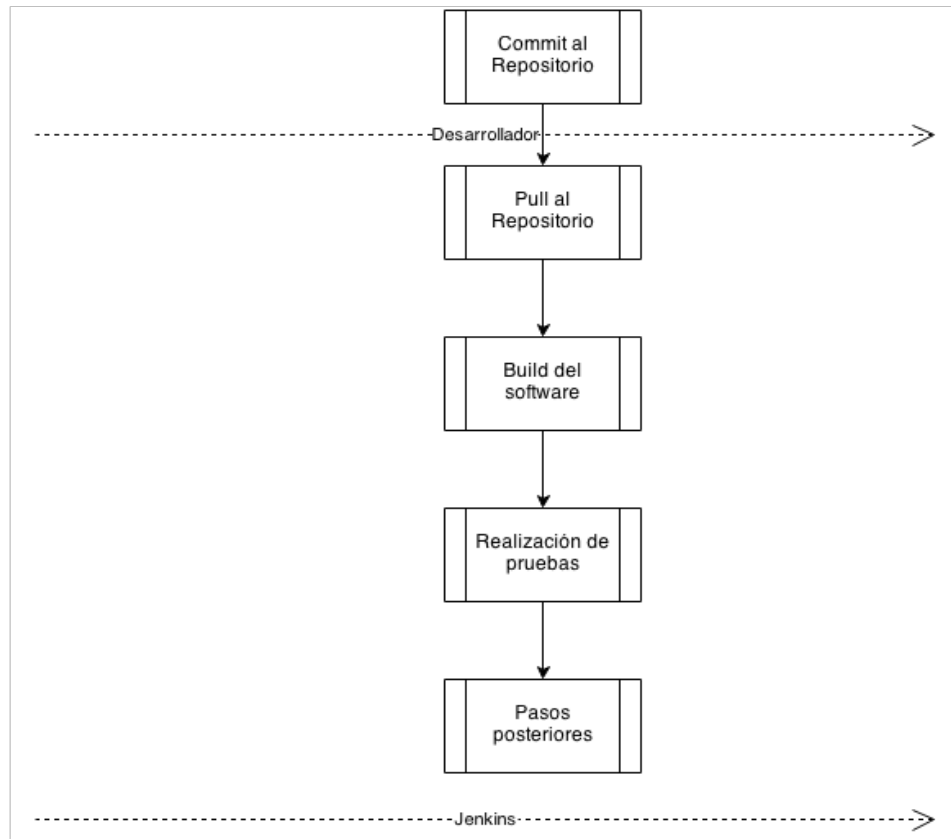 Commit al
Repositorio
Desarrollador
Pull al
Repositorio
Build del
software
Realización de
pruebas
Pasos
posteriores
Jenkins